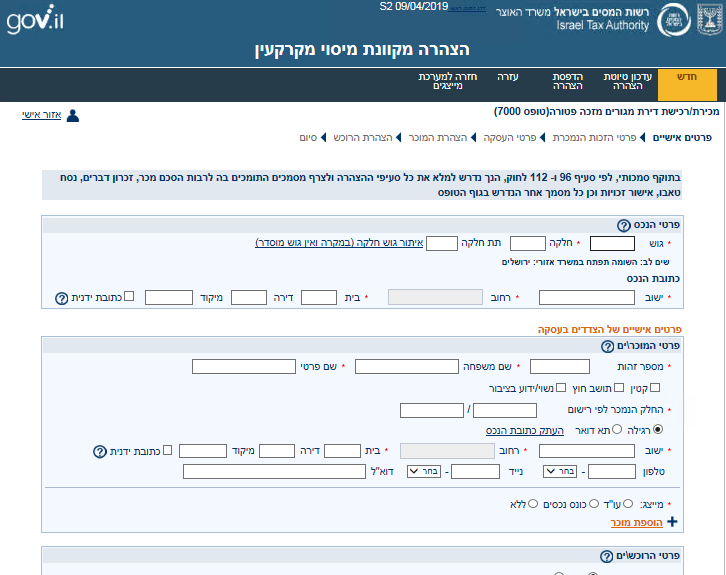 gov.il
S2 09/04/2019
רשות המסים בישראל משרד האוצר
Israel Tax Authority
הצהרה מקוונת מיסוי מקרקעין
חדש
עדכון טיוטת הצהרה
הדפסת הצהרה
עזרה
חזרה למערכת מייצגים
אזור אישי
מכירת/רכישת דירת מגורים מזכה פטורה(טופס 7000)
פרטים אישיים
פרטי הזכות הנמכרת
פרטי העסקה
הצהרת המוכר
הצהרת הרוכש
סיום
בתוקף סמכותי, לפי סעיף 96 ו- 112 לחוק, הנך נדרש למלא את כל סעיפי ההצהרה ולצרף מסמכים התומכים בה לרבות הסכם מכר, זכרון דברים, נסח
טאבו, אישור זכויות וכן כל מסמך אחר הנדרש בגוף הטופס
פרטי הנכס ?
* גוש * חלקה תת חלקה איתור גוש חלקה (במקרה ואין גוש מוסדר)
שים לב: השומה תפתח במשרד אזורי: ירושלים
כתובת הנכס
* ישוב * רחוב * בית דירה מיקוד כתובת ידנית ?
פרטים אישיים של הצדדים בעסקה
פרטי המוכר/ים ?
* מספר זהות * שם משפחה * שם פרטי
קטין תושב חוץ נשוי/ידוע בציבור
* החלק הנמכר לפי רישום /
רגילה תא דואר העתק כתובת הנכס
* ישוב * רחוב * בית דירה מיקוד כתובת ידנית ?
טלפון - בחר נייד - בחר דוא"ל
* מייצג: עו"ד כונס נכסים ללא
+ הוספת מוכר
פרטי הרוכש/ים ?